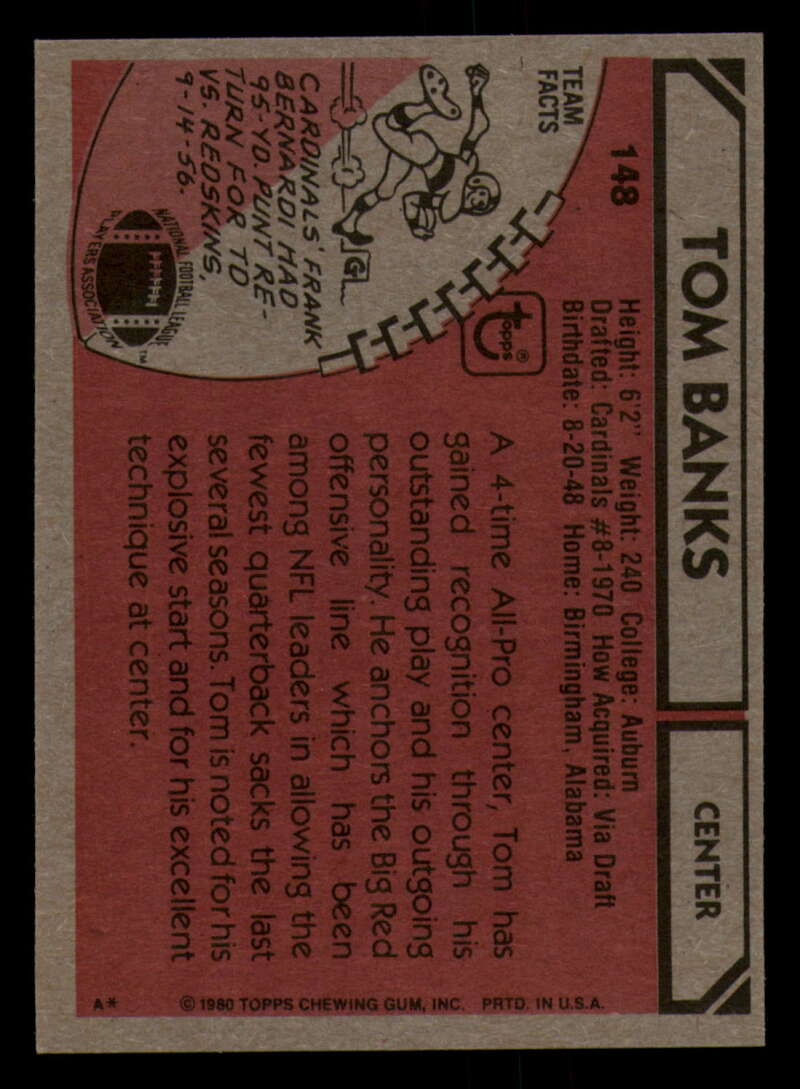 TOM BANKS
CENTER
148
Height: 6'2" Weight: 240 College: Auburn
Drafted: Cardinals #8-1970 How Acquired: Via Draft
Birthdate: 8-20-48 Home: Birmingham, Alabama
TEAM
FACTS
CARDINALS' FRANK
BERNARDI HAD
95-YD. PUNT RE-
TURN FOR TD
VS. REDSKINS,
9-14-56.
GL
topps®
NATIONAL FOOTBALL LEAGUE
PLAYERS ASSOCIATION
TM
A 4-time All-Pro center, Tom has
gained recognition through his
outstanding play and his outgoing
personality. He anchors the Big Red
offensive line which has been
among NFL leaders in allowing the
fewest quarterback sacks the last
several seasons. Tom is noted for his
explosive start and for his excellent
technique at center.
A* © 1980 TOPPS CHEWING GUM, INC. PRTD. IN U.S.A.